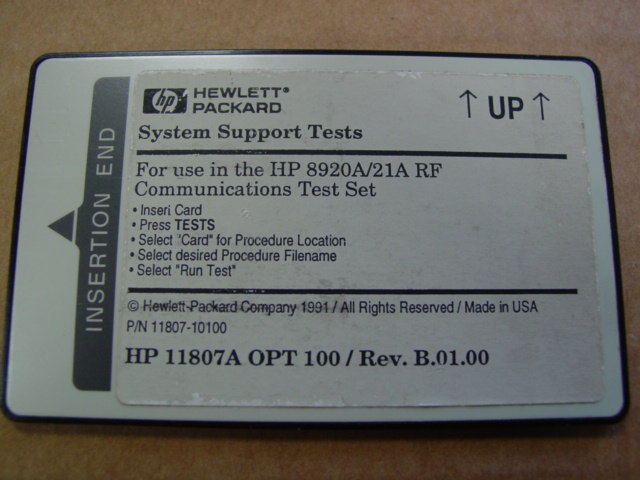 INSERTION END
hp HEWLETT®
PACKARD
↑ UP ↑
System Support Tests
For use in the HP 8920A/21A RF
Communications Test Set
• Insert Card
• Press TESTS
• Select "Card" for Procedure Location
• Select desired Procedure Filename
• Select "Run Test"
© Hewlett-Packard Company 1991 / All Rights Reserved / Made in USA
P/N 11807-10100
HP 11807A OPT 100 / Rev. B.01.00